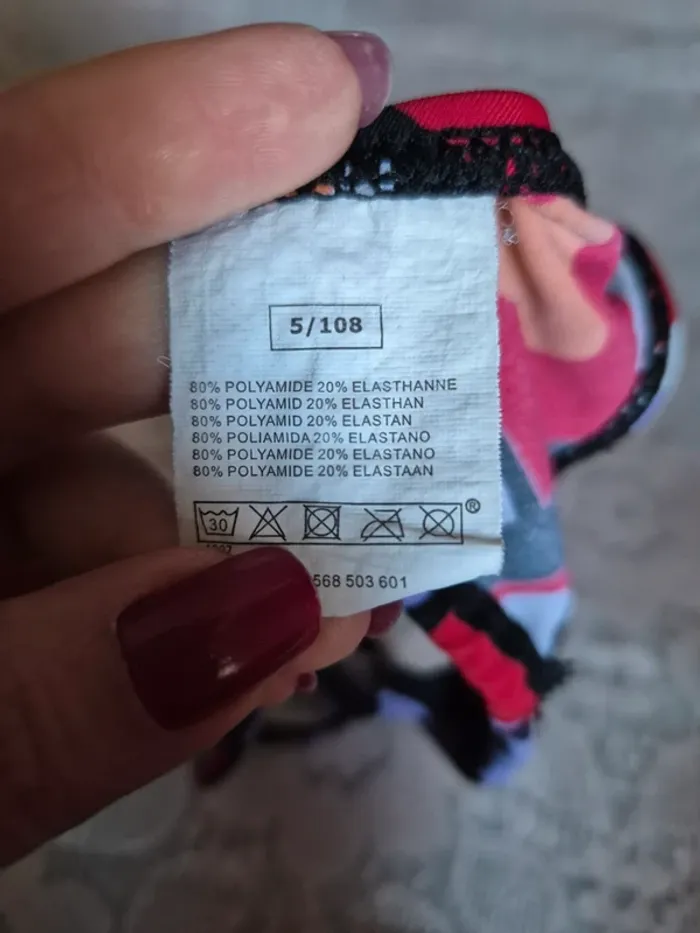 5/108
80% POLYAMIDE 20% ELASTHANNE
80% POLYAMID 20% ELASTHAN
80% POLYAMID 20% ELASTAN
80% POLIAMIDA 20% ELASTANO
80% POLYAMIDE 20% ELASTANO
80% POLYAMIDE 20% ELASTAAN
30 ®
568 503 601